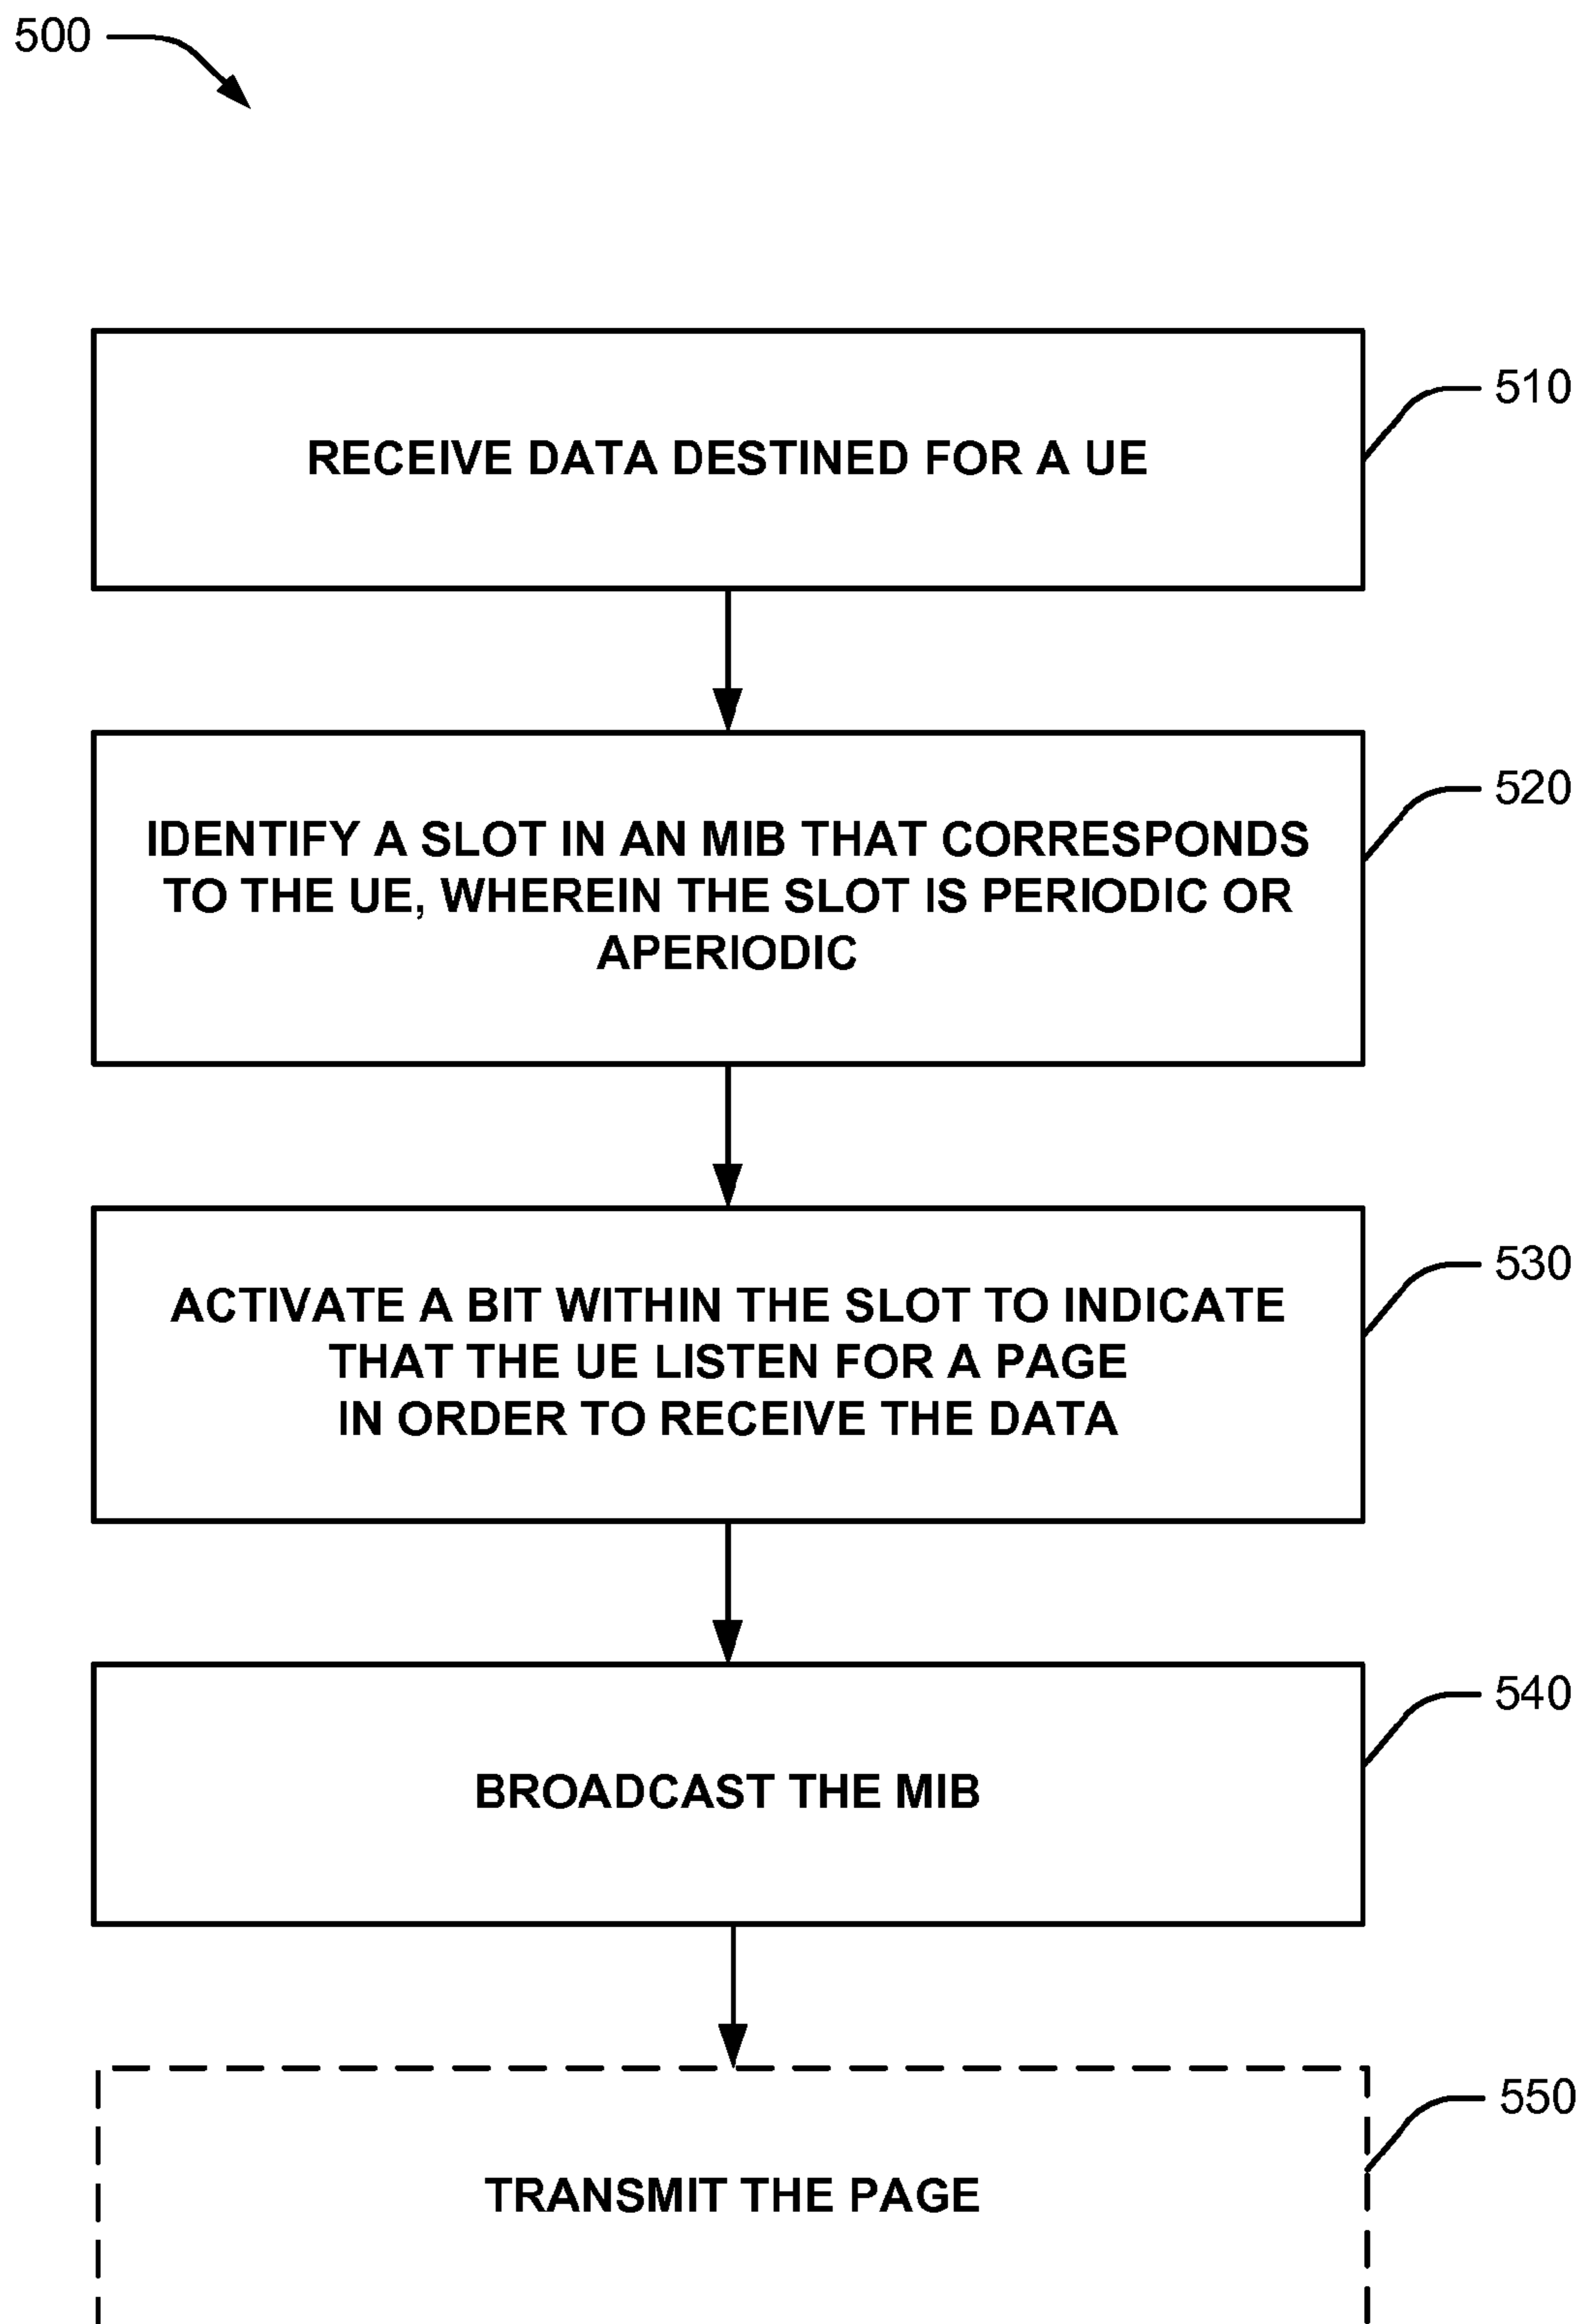 500
RECEIVE DATA DESTINED FOR A UE
510
IDENTIFY A SLOT IN AN MIB THAT CORRESPONDS
TO THE UE, WHEREIN THE SLOT IS PERIODIC OR
APERIODIC
520
ACTIVATE A BIT WITHIN THE SLOT TO INDICATE
THAT THE UE LISTEN FOR A PAGE
IN ORDER TO RECEIVE THE DATA
530
BROADCAST THE MIB
540
TRANSMIT THE PAGE
550